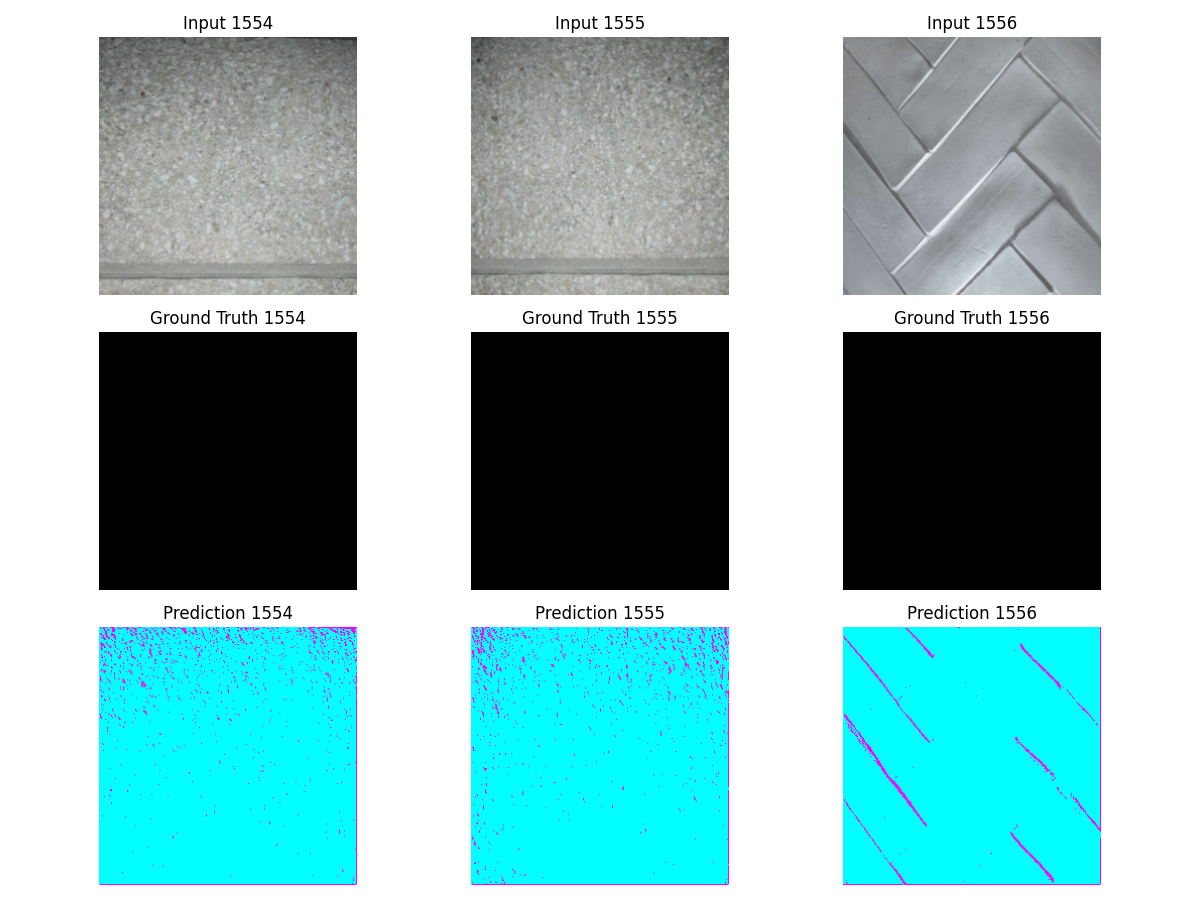 Input 1554
Input 1555
Input 1556
Ground Truth 1554
Ground Truth 1555
Ground Truth 1556
Prediction 1554
Prediction 1555
Prediction 1556